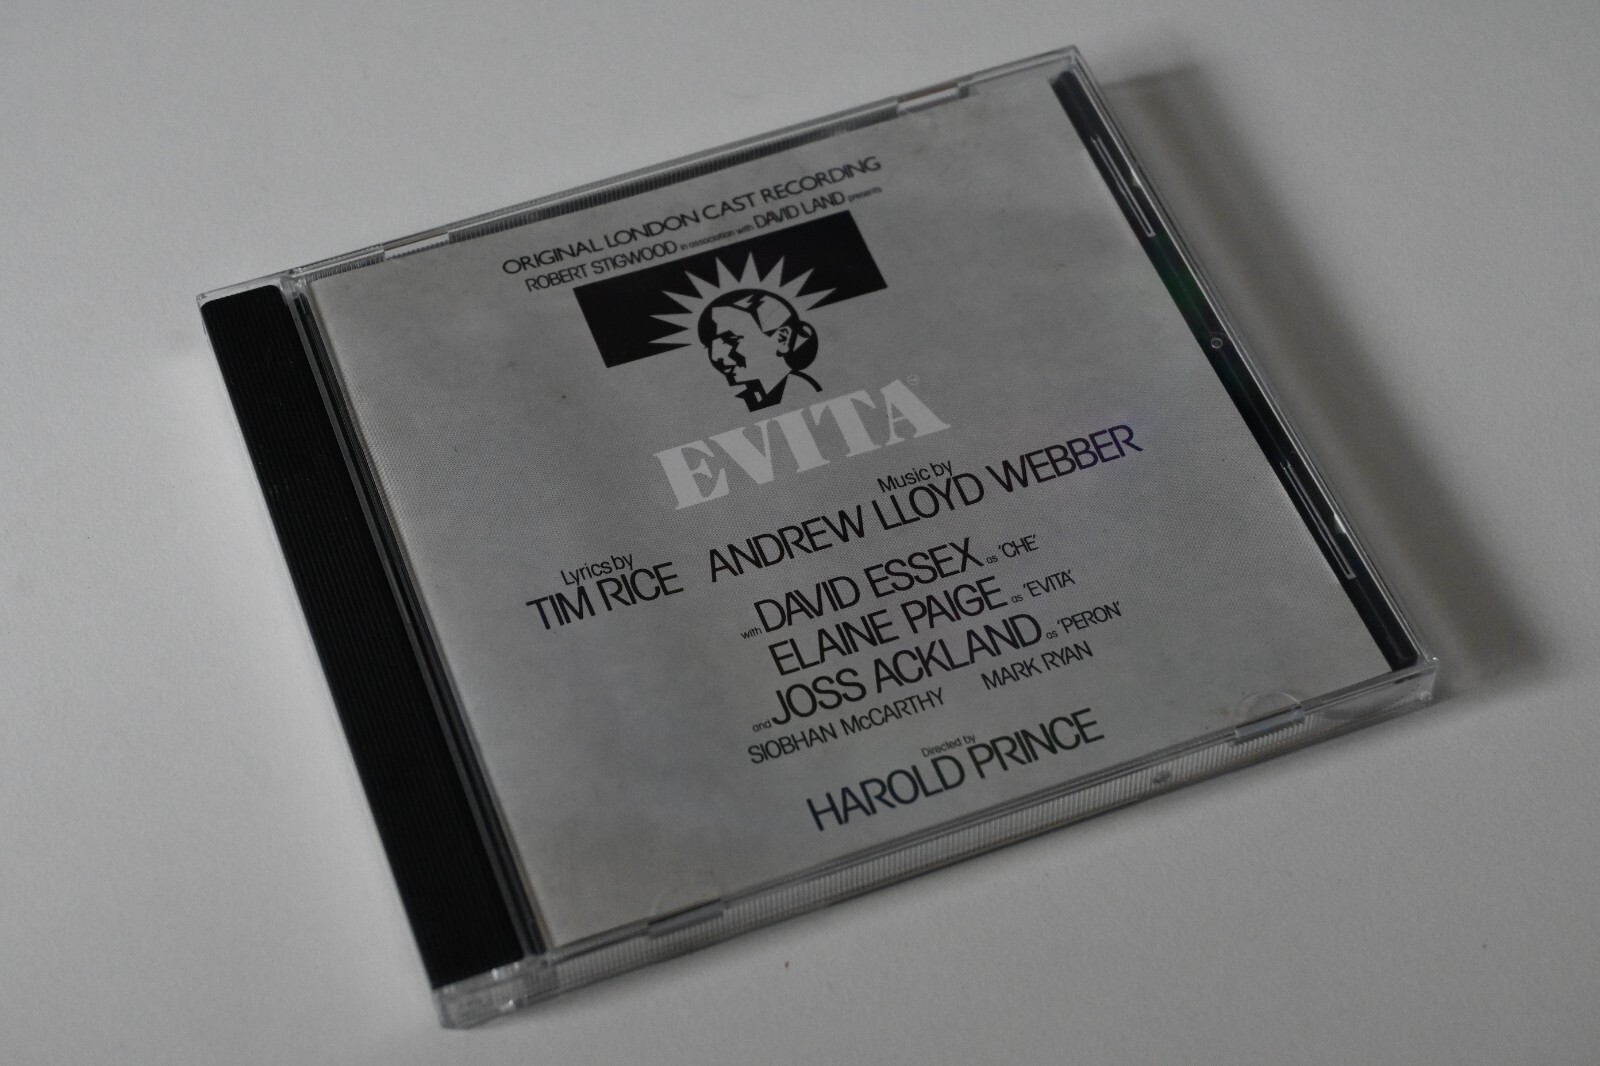 ORIGINAL LONDON CAST RECORDING
ROBERT STIGWOOD in association with DAVID LAND presents
EVITA®
Lyrics by
TIM RICE
Music by
ANDREW LLOYD WEBBER
with DAVID ESSEX as 'CHE'
ELAINE PAIGE as 'EVITA'
and JOSS ACKLAND as 'PERON'
SIOBHAN McCARTHY MARK RYAN
Directed by
HAROLD PRINCE